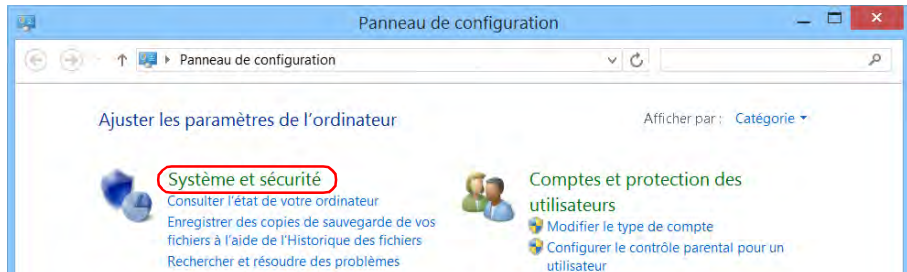 Panneau de configuration
Panneau de configuration
Ajuster les paramètres de l'ordinateur
Afficher par : Catégorie
Système et sécurité
Consulter l'état de votre ordinateur
Enregistrer des copies de sauvegarde de vos
fichiers à l'aide de l'Historique des fichiers
Rechercher et résoudre des problèmes
Comptes et protection des
utilisateurs
Modifier le type de compte
Configurer le contrôle parental pour un
utilisateur